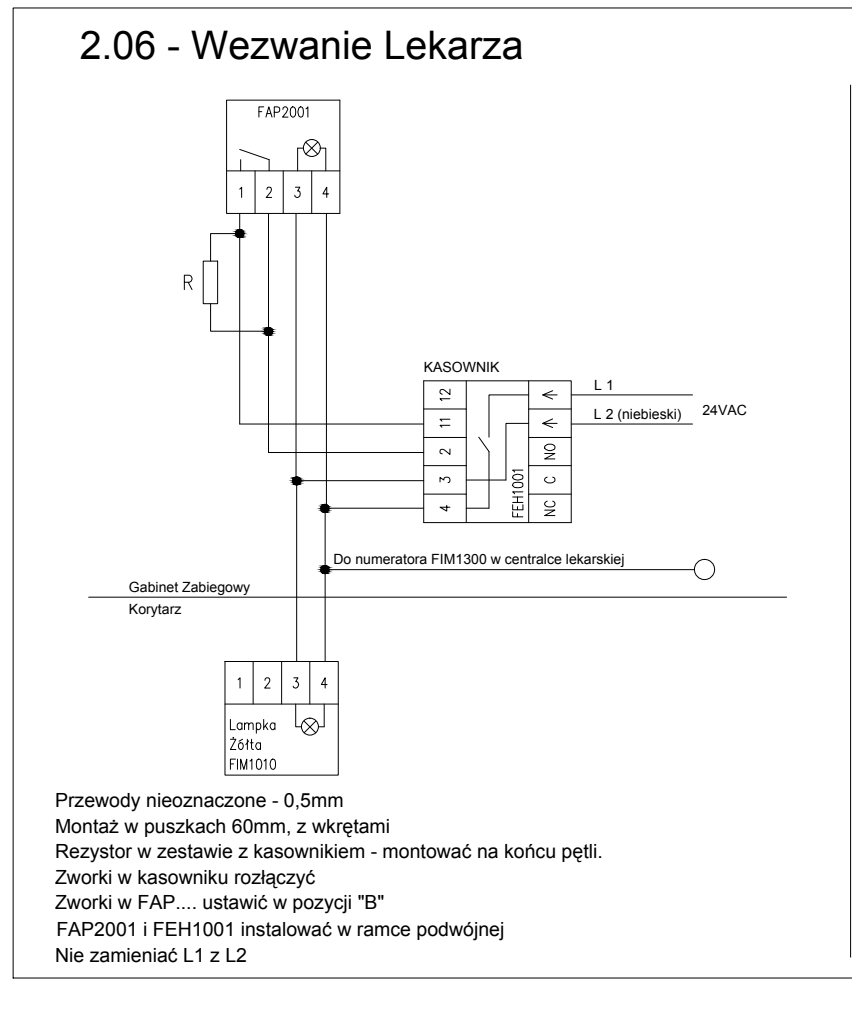 2.06 - Wezwanie Lekarza
FAP2001
1 2 3 4
R
KASOWNIK
12
11
2
3
4
FEH1001
NO
C
NC
L 1
L 2 (niebieski)
24VAC
Do numeratora FIM1300 w centralce lekarskiej
Gabinet Zabiegowy
Korytarz
1 2 3 4
Lampka
Żółta
FIM1010
Przewody nieoznaczone - 0,5mm
Montaż w puszkach 60mm, z wkrętami
Rezystor w zestawie z kasownikiem - montować na końcu pętli.
Zworki w kasowniku rozłączyć
Zworki w FAP.... ustawić w pozycji "B"
FAP2001 i FEH1001 instalować w ramce podwójnej
Nie zamieniać L1 z L2